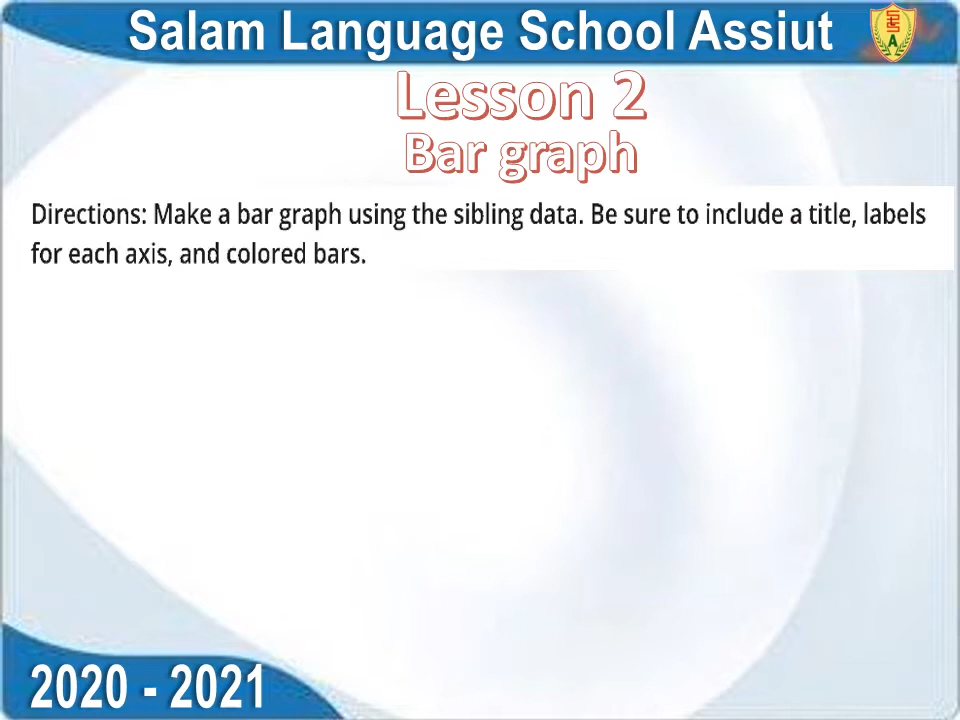 Salam Language School Assiut
Lesson 2
Bar graph
Directions: Make a bar graph using the sibling data. Be sure to include a title, labels
for each axis, and colored bars.
2020 - 2021